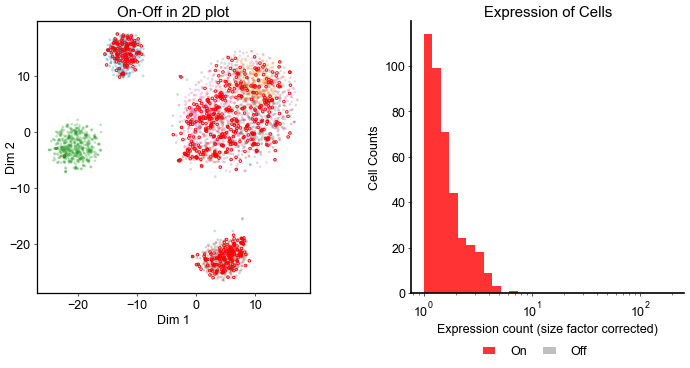 On-Off in 2D plot
Dim 2
10
0
−10
−20
−20 −10 0 10
Dim 1
Expression of Cells
Cell Counts
100
80
60
40
20
0
10^0 10^1 10^2
Expression count (size factor corrected)
On Off